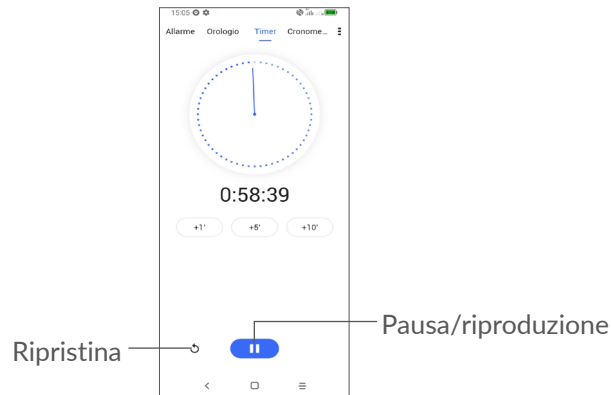 15:05
Allarme Orologio Timer Cronome...
0:58:39
+1' +5' +10'
Pausa/riproduzione
Ripristina